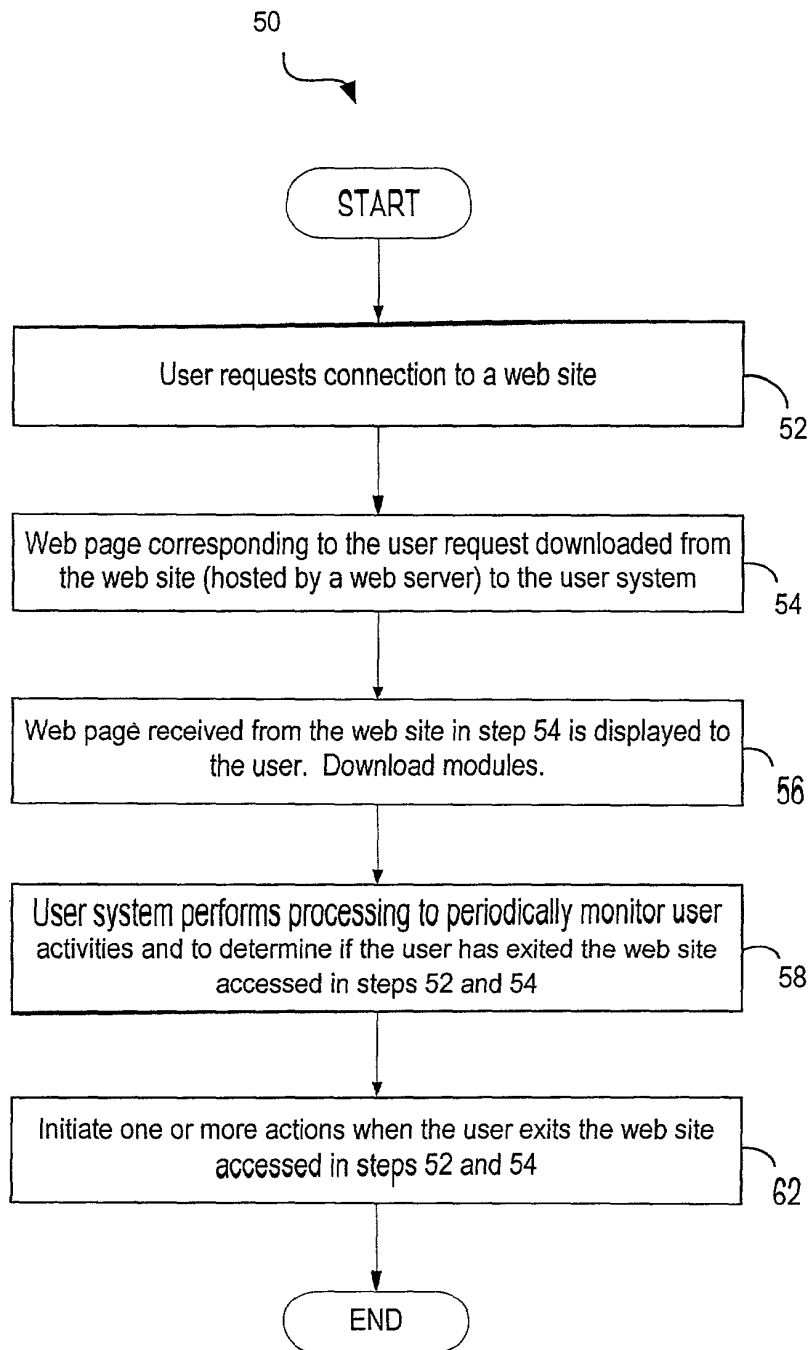 50
START
User requests connection to a web site
52
Web page corresponding to the user request downloaded from
the web site (hosted by a web server) to the user system
54
Web page received from the web site in step 54 is displayed to
the user. Download modules.
56
User system performs processing to periodically monitor user
activities and to determine if the user has exited the web site
accessed in steps 52 and 54
58
Initiate one or more actions when the user exits the web site
accessed in steps 52 and 54
62
END